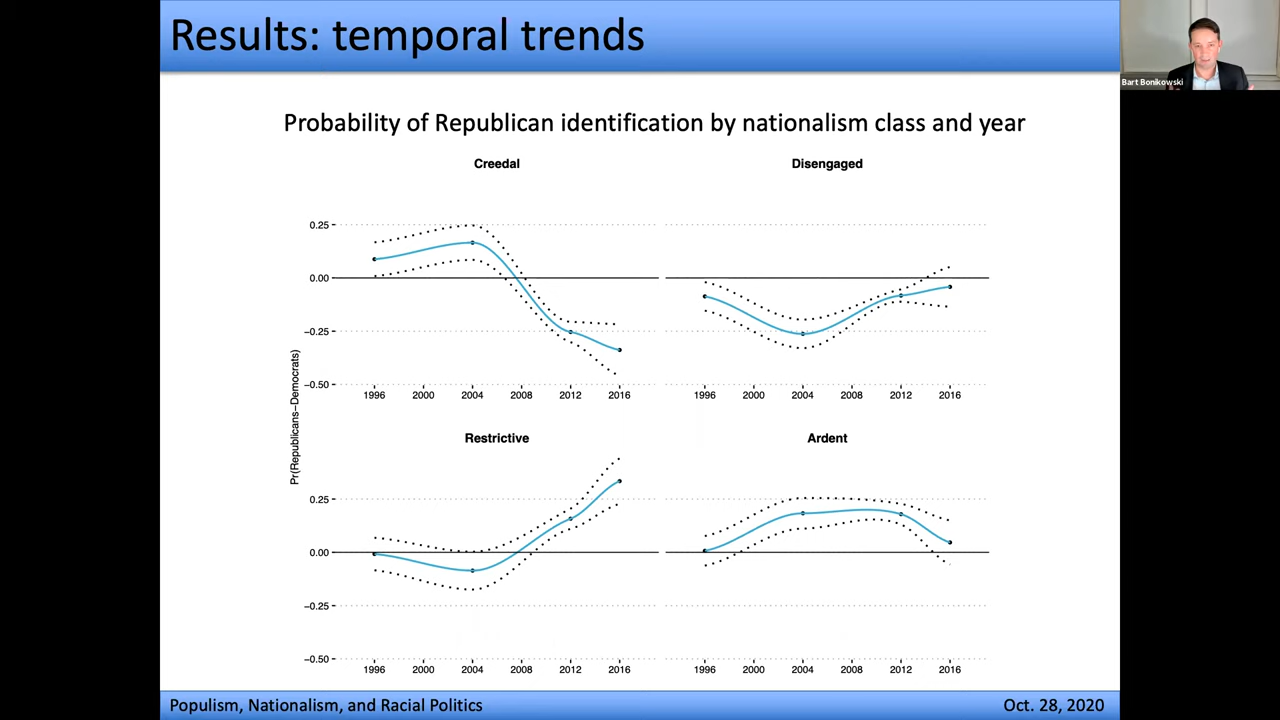 Results: temporal trends
Bart Bonikowski
Probability of Republican identification by nationalism class and year
Creedal
Disengaged
0.25
0.00
−0.25
−0.50
1996 2000 2004 2008 2012 2016
1996 2000 2004 2008 2012 2016
Pr(Republicans−Democrats)
Restrictive
Ardent
0.25
0.00
−0.25
−0.50
1996 2000 2004 2008 2012 2016
1996 2000 2004 2008 2012 2016
Populism, Nationalism, and Racial Politics
Oct. 28, 2020